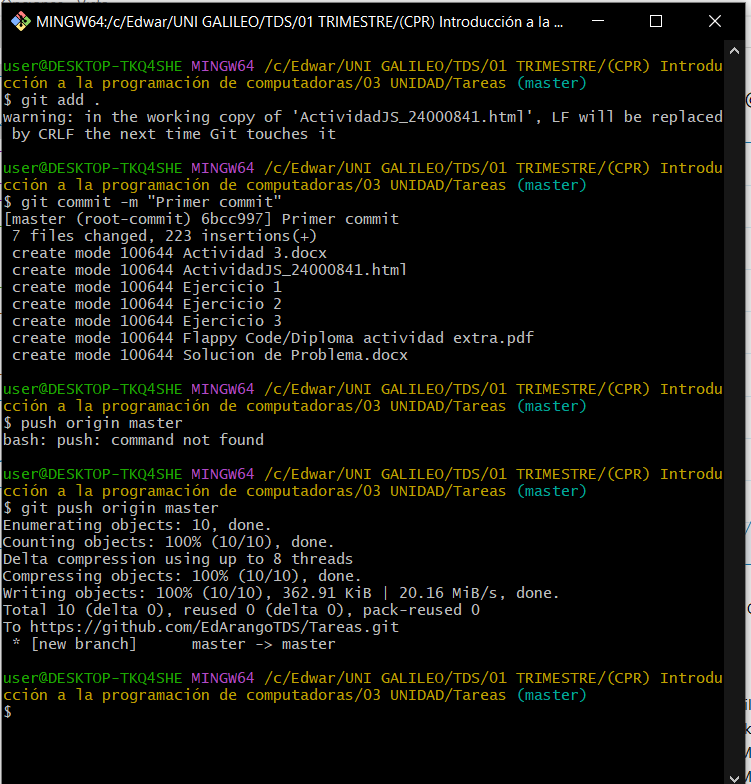 MINGW64:/c/Edwar/UNI GALILEO/TDS/01 TRIMESTRE/(CPR) Introducción a la ...
user@DESKTOP-TKQ4SHE MINGW64 /c/Edwar/UNI GALILEO/TDS/01 TRIMESTRE/(CPR) Introdu
cción a la programación de computadoras/03 UNIDAD/Tareas (master)
$ git add .
warning: in the working copy of 'ActividadJS_24000841.html', LF will be replaced
 by CRLF the next time Git touches it
user@DESKTOP-TKQ4SHE MINGW64 /c/Edwar/UNI GALILEO/TDS/01 TRIMESTRE/(CPR) Introdu
cción a la programación de computadoras/03 UNIDAD/Tareas (master)
$ git commit -m "Primer commit"
[master (root-commit) 6bcc997] Primer commit
 7 files changed, 223 insertions(+)
 create mode 100644 Actividad 3.docx
 create mode 100644 ActividadJS_24000841.html
 create mode 100644 Ejercicio 1
 create mode 100644 Ejercicio 2
 create mode 100644 Ejercicio 3
 create mode 100644 Flappy Code/Diploma actividad extra.pdf
 create mode 100644 Solucion de Problema.docx
user@DESKTOP-TKQ4SHE MINGW64 /c/Edwar/UNI GALILEO/TDS/01 TRIMESTRE/(CPR) Introdu
cción a la programación de computadoras/03 UNIDAD/Tareas (master)
$ push origin master
bash: push: command not found
user@DESKTOP-TKQ4SHE MINGW64 /c/Edwar/UNI GALILEO/TDS/01 TRIMESTRE/(CPR) Introdu
cción a la programación de computadoras/03 UNIDAD/Tareas (master)
$ git push origin master
Enumerating objects: 10, done.
Counting objects: 100% (10/10), done.
Delta compression using up to 8 threads
Compressing objects: 100% (10/10), done.
Writing objects: 100% (10/10), 362.91 KiB | 20.16 MiB/s, done.
Total 10 (delta 0), reused 0 (delta 0), pack-reused 0
To https://github.com/EdArangoTDS/Tareas.git
 * [new branch]      master -> master
user@DESKTOP-TKQ4SHE MINGW64 /c/Edwar/UNI GALILEO/TDS/01 TRIMESTRE/(CPR) Introdu
cción a la programación de computadoras/03 UNIDAD/Tareas (master)
$